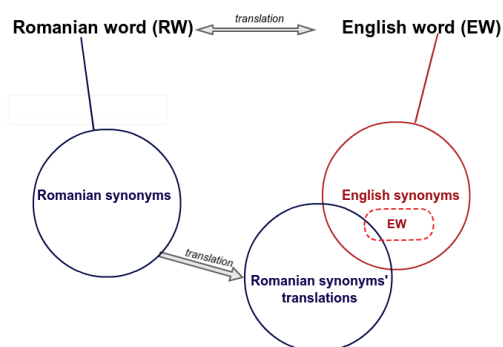 translation
Romanian word (RW)
English word (EW)
Romanian synonyms
English synonyms
EW
translation
Romanian synonyms'
translations